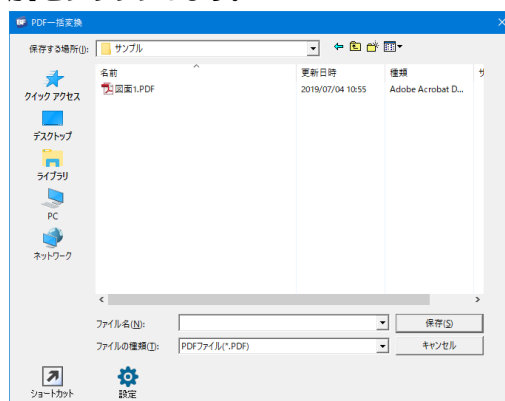 PDF一括変換
保存する場所(I): サンプル
名前 更新日時 種類 サ
図面1.PDF 2019/07/04 10:55 Adobe Acrobat D...
クイック アクセス
デスクトップ
ライブラリ
PC
ネットワーク
ファイル名(N): 保存(S)
ファイルの種類(T): PDFファイル(*.PDF) キャンセル
ショートカット 設定